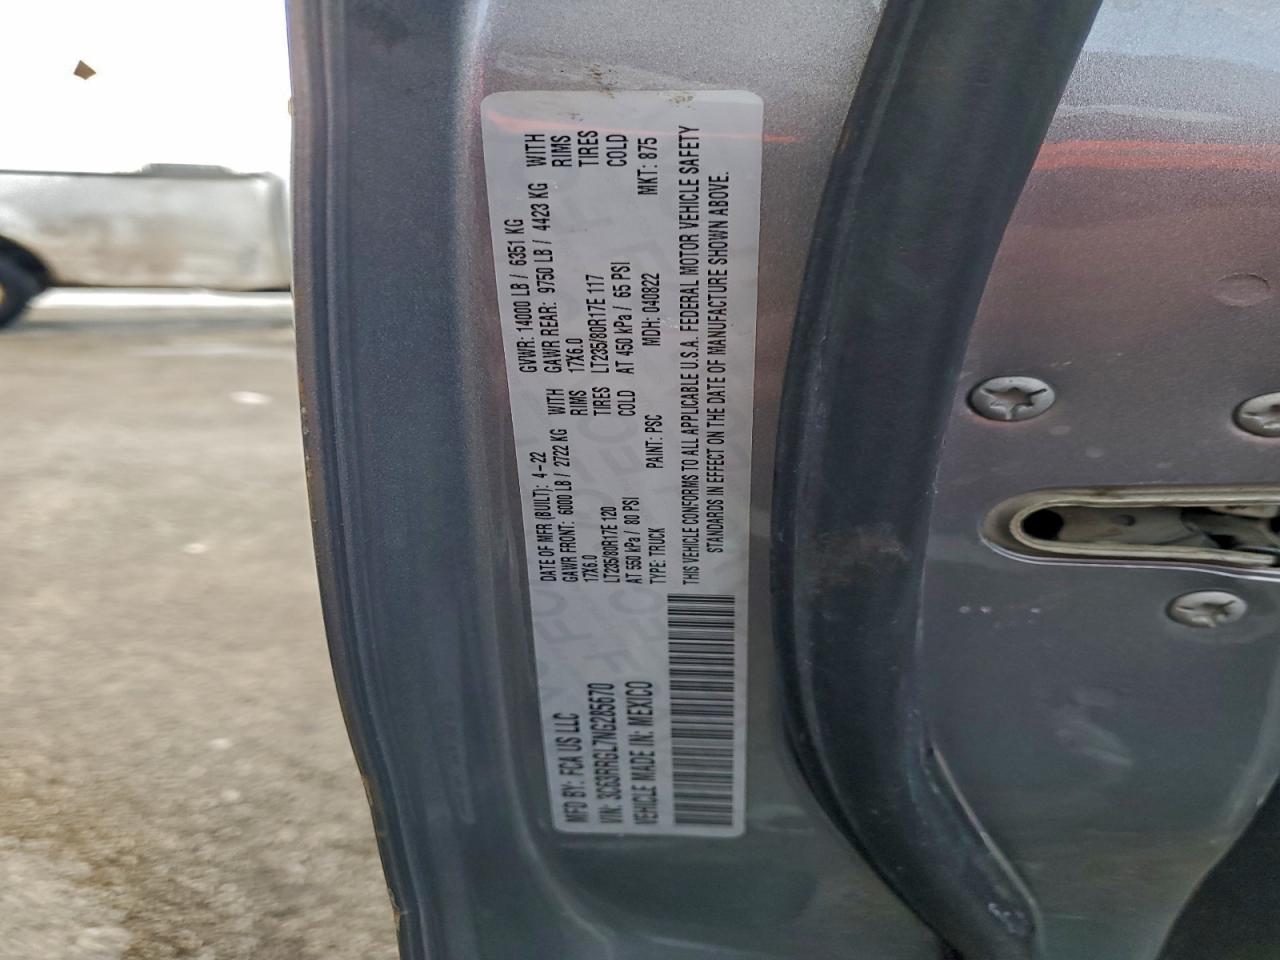 MFD BY: FCA US LLC
DATE OF MFR (BUILT): 4-22
GVWR: 14000 LB / 6351 KG
GAWR FRONT: 6000 LB / 2722 KG WITH
GAWR REAR: 9750 LB / 4423 KG WITH
17X6.0 RIMS
17X6.0 RIMS
LT235/80R17E 120 TIRES
LT235/80R17E 117 TIRES
AT 550 kPa / 80 PSI COLD
AT 450 kPa / 65 PSI COLD
VIN: 3C63RRGL7NG285670
TYPE: TRUCK PAINT: PSC MDH: 040822 MKT: 875
VEHICLE MADE IN: MEXICO
THIS VEHICLE CONFORMS TO ALL APPLICABLE U.S.A. FEDERAL MOTOR VEHICLE SAFETY
STANDARDS IN EFFECT ON THE DATE OF MANUFACTURE SHOWN ABOVE.